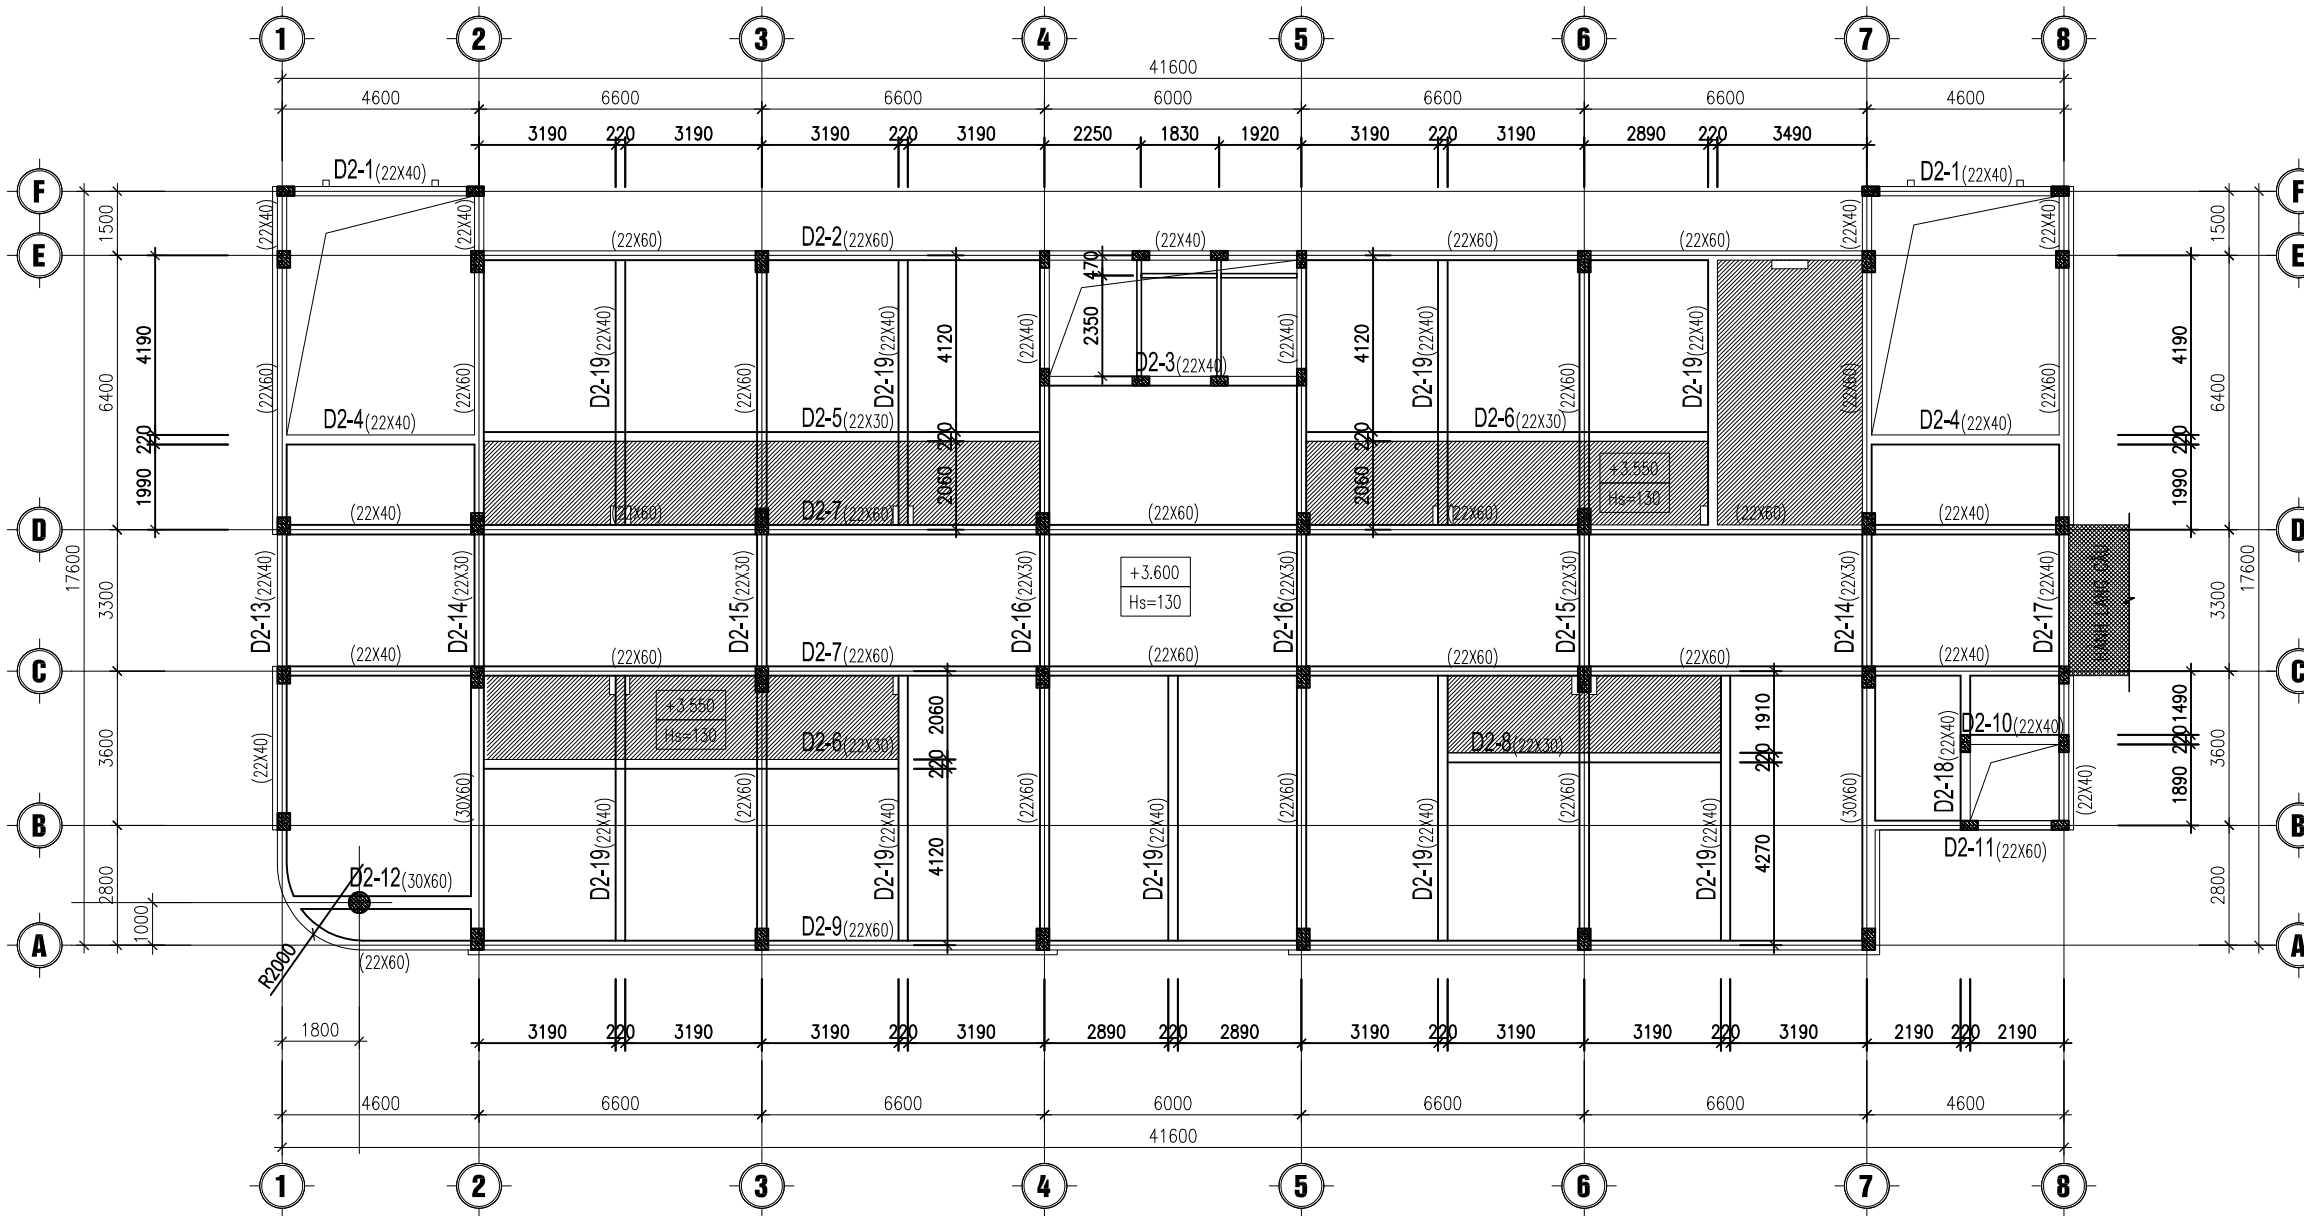 1 2 3 4 5 6 7 8
41600
4600 6600 6600 6000 6600 6600 4600
3190 220 3190 3190 220 3190 2250 1830 1920 3190 220 3190 2890 220 3490
D2-1(22X40) D2-1(22X40)
F F
1500 (22X40) (22X40) (22X40) (22X40) 1500
(22X60) D2-2(22X60) (22X40) (22X60) (22X60)
E E
470
4190 6400 (22X60) (22X60) D2-19(22X40) (22X60) D2-19(22X40) 4120 (22X40) 2350 (22X40) 4120 D2-19(22X40) (22X60) D2-19(22X40) (22X60) (22X60) 4190 6400
D2-3(22X40)
D2-4(22X40) D2-5(22X30) D2-6(22X30) D2-4(22X40)
220 220 220 220
+3.550
Hs=130
1990 2060 2060 1990
(22X40) (22X60) D2-7(22X60) (22X60) (22X60) (22X60) (22X40)
D D
17600 17600
+3.600
Hs=130
3300 D2-13(22X40) D2-14(22X30) D2-15(22X30) D2-16(22X30) D2-16(22X30) D2-15(22X30) D2-14(22X30) D2-17(22X40) HÀNH LANG CẦU 3300
(22X40) (22X60) D2-7(22X60) (22X60) (22X60) (22X60) (22X40)
C C
+3.550
Hs=130
2060 1910 1490
D2-10(22X40)
D2-6(22X30) D2-8(22X30)
220 220 220
3600 (22X40) (30X60) (22X60) (22X60) (22X60) (22X60) (30X60) D2-18(22X40) (22X40) 1890 3600
B B
D2-19(22X40) D2-19(22X40) 4120 D2-19(22X40) D2-19(22X40) D2-19(22X40) 4270
D2-11(22X60)
2800 D2-12(30X60) 2800
1000
D2-9(22X60)
A A
R2000 (22X60)
1800 3190 220 3190 3190 220 3190 2890 220 2890 3190 220 3190 3190 220 3190 2190 220 2190
4600 6600 6600 6000 6600 6600 4600
41600
1 2 3 4 5 6 7 8